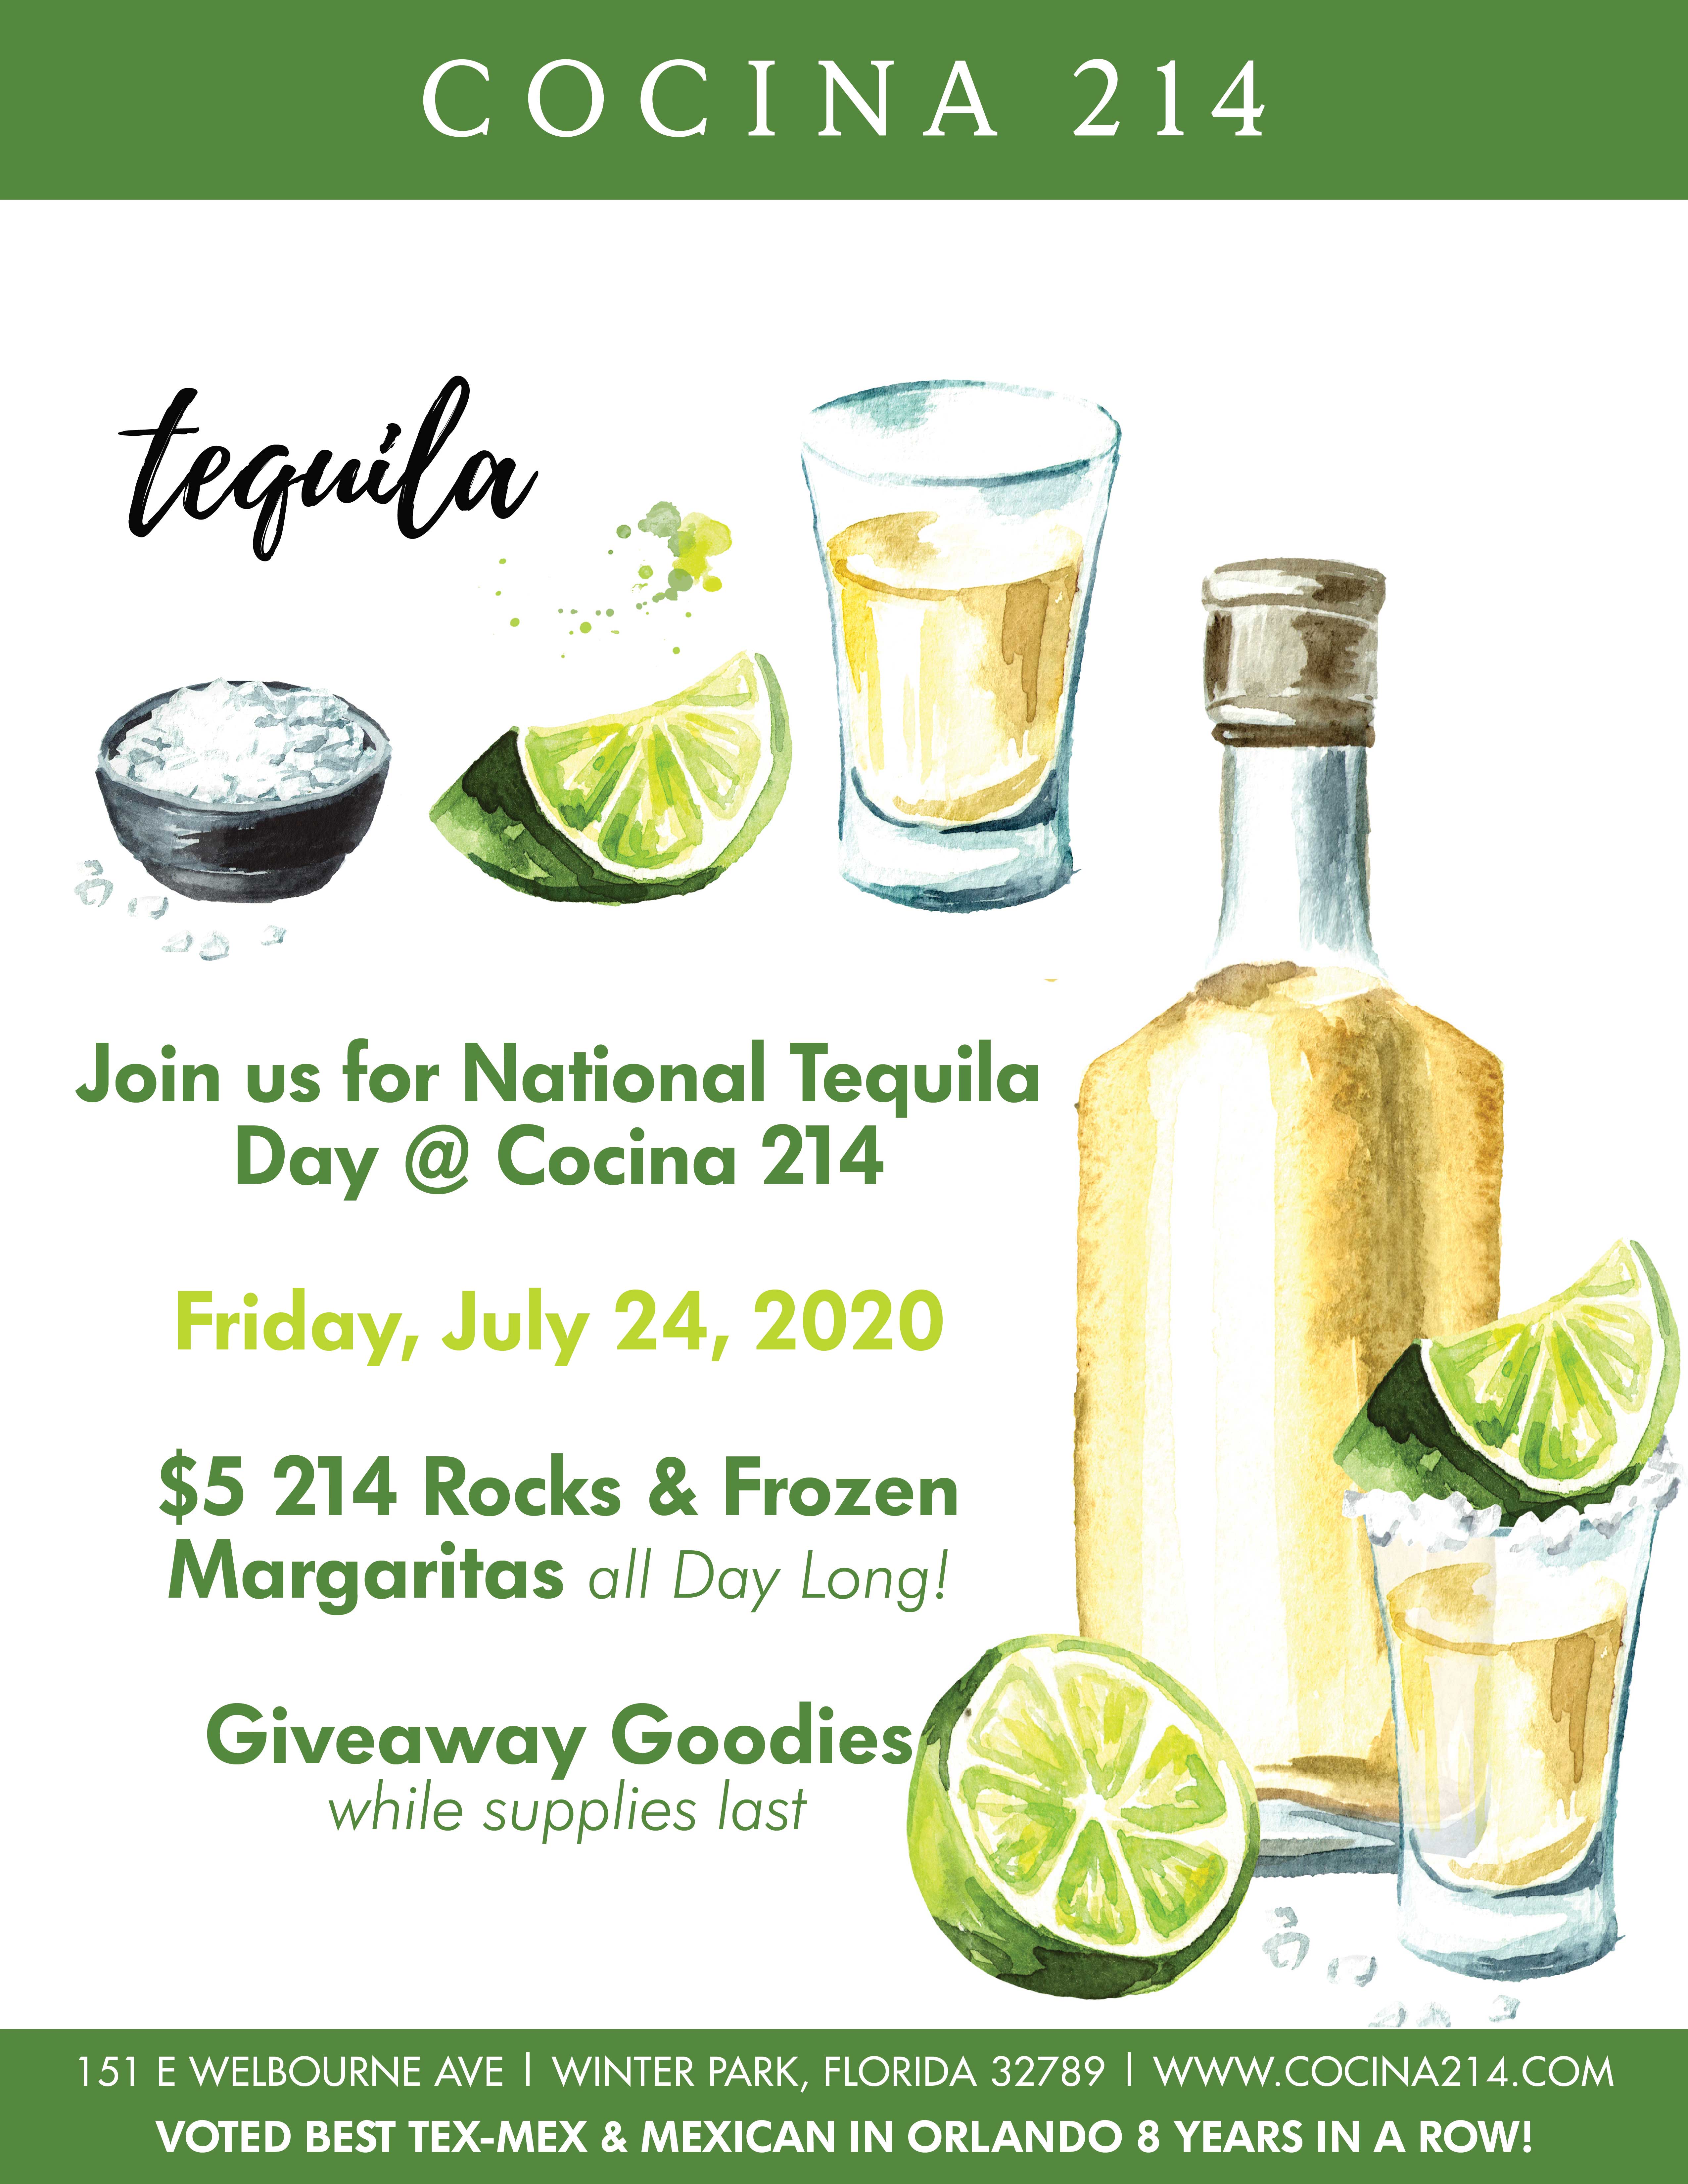 COCINA 214
tequila
Join us for National Tequila
Day @ Cocina 214
Friday, July 24, 2020
$5 214 Rocks & Frozen
Margaritas all Day Long!
Giveaway Goodies
while supplies last
151 E WELBOURNE AVE | WINTER PARK, FLORIDA 32789 | WWW.COCINA214.COM
VOTED BEST TEX-MEX & MEXICAN IN ORLANDO 8 YEARS IN A ROW!